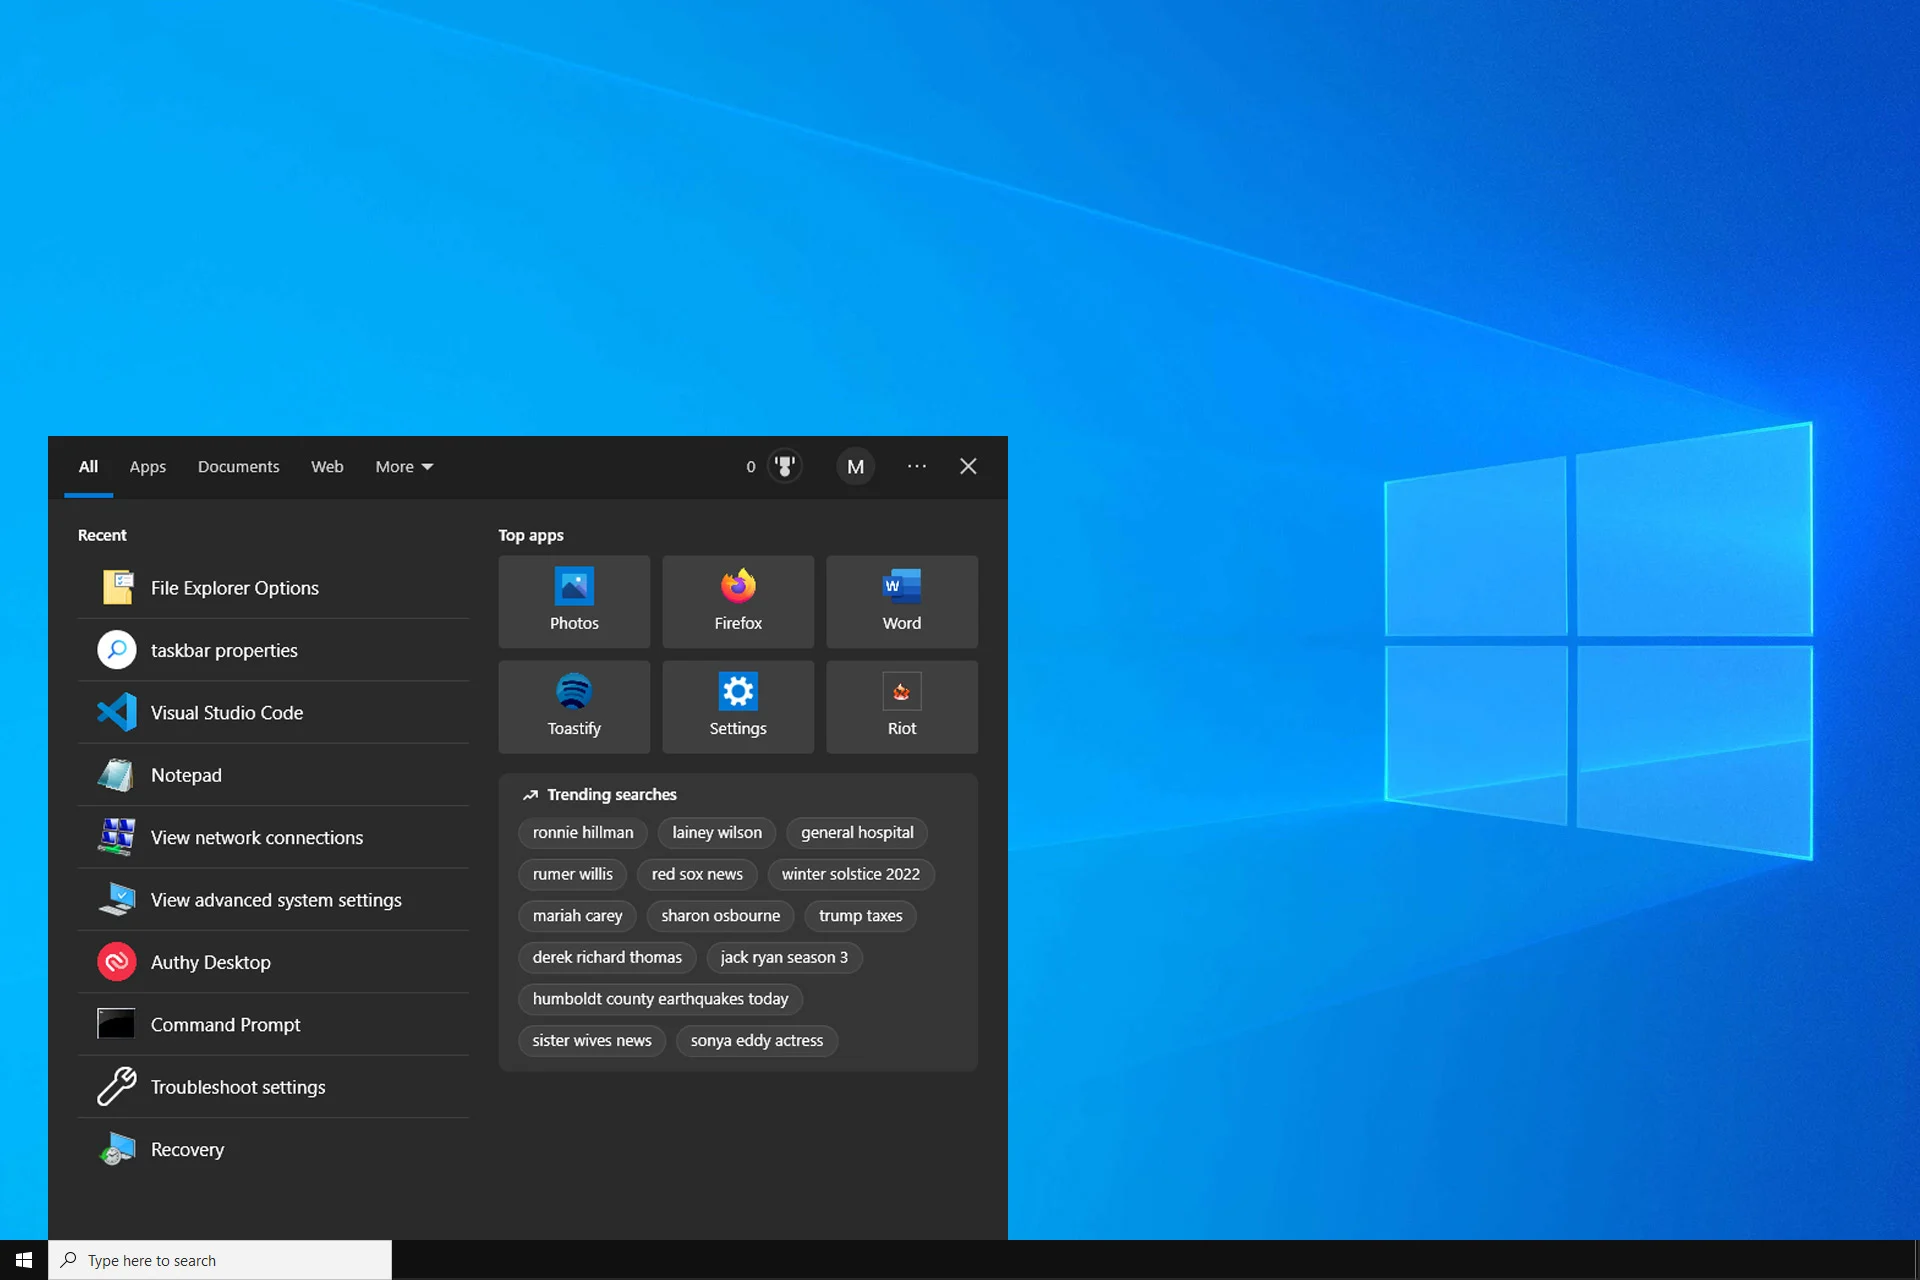 All Apps Documents Web More 0 M
Recent
File Explorer Options
taskbar properties
Visual Studio Code
Notepad
View network connections
View advanced system settings
Authy Desktop
Command Prompt
Troubleshoot settings
Recovery
Top apps
Photos Firefox Word
Toastify Settings Riot
Trending searches
ronnie hillman lainey wilson general hospital
rumer willis red sox news winter solstice 2022
mariah carey sharon osbourne trump taxes
derek richard thomas jack ryan season 3
humboldt county earthquakes today
sister wives news sonya eddy actress
Type here to search